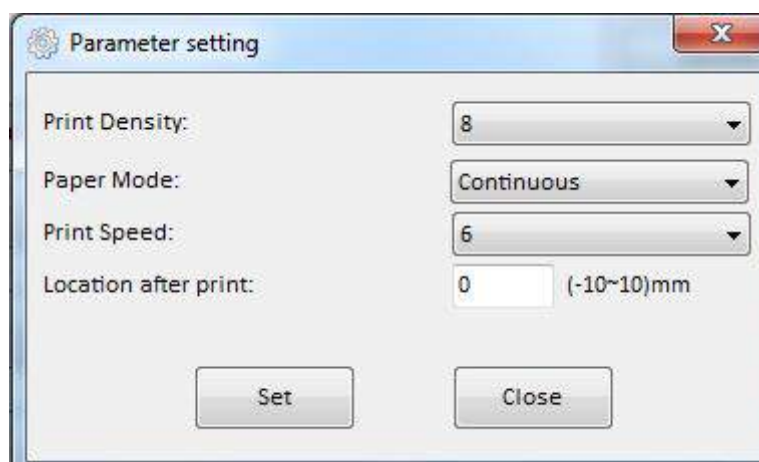 Parameter setting
Print Density: 8
Paper Mode: Continuous
Print Speed: 6
Location after print: 0 (-10~10)mm
Set Close